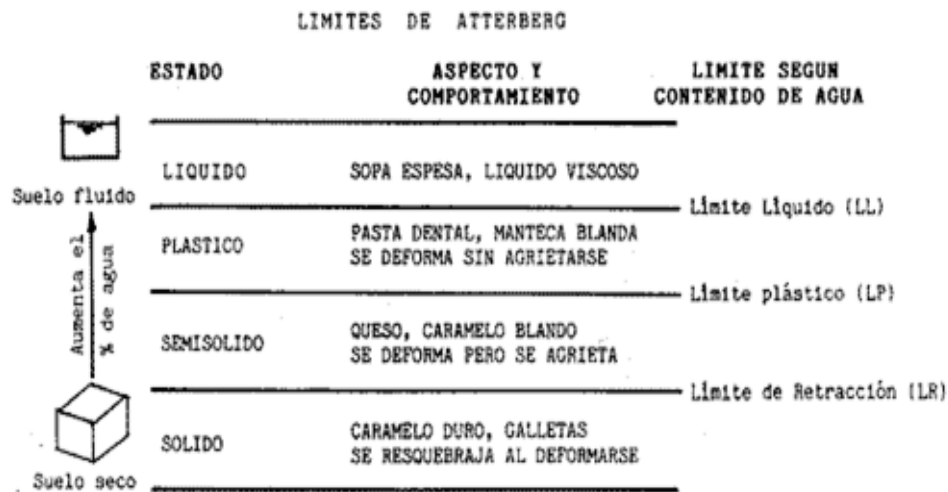 LIMITES DE ATTERBERG
ESTADO ASPECTO Y LIMITE SEGUN
COMPORTAMIENTO CONTENIDO DE AGUA
LIQUIDO SOPA ESPESA, LIQUIDO VISCOSO
Suelo fluido
Límite Líquido (LL)
PLASTICO PASTA DENTAL, MANTECA BLANDA
SE DEFORMA SIN AGRIETARSE
Aumenta el
% de agua
Límite plástico (LP)
SEMISOLIDO QUESO, CARAMELO BLANDO
SE DEFORMA PERO SE AGRIETA
Límite de Retracción (LR)
SOLIDO CARAMELO DURO, GALLETAS
SE RESQUEBRAJA AL DEFORMARSE
Suelo seco